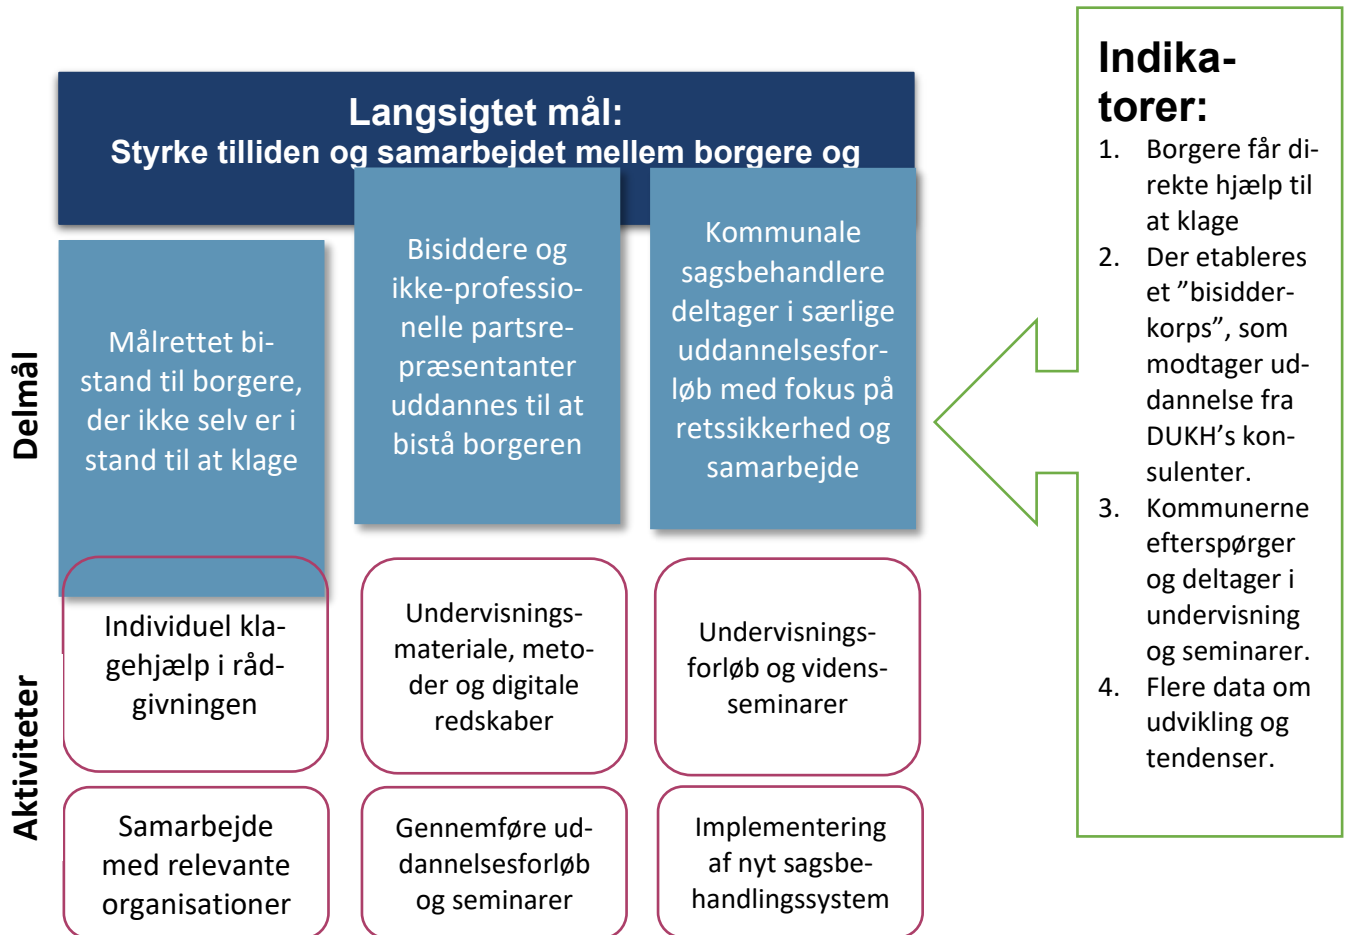 Langsigtet mål:
Styrke tilliden og samarbejdet mellem borgere og
Delmål
Målrettet bi-
stand til borgere,
der ikke selv er i
stand til at klage
Bisiddere og
ikke-professio-
nelle partsre-
præsentanter
uddannes til at
bistå borgeren
Kommunale
sagsbehandlere
deltager i særlige
uddannelsesfor-
løb med fokus på
retssikkerhed og
samarbejde
Aktiviteter
Individuel kla-
gehjælp i råd-
givningen
Undervisnings-
materiale, meto-
der og digitale
redskaber
Undervisnings-
forløb og videns-
seminarer
Samarbejde
med relevante
organisationer
Gennemføre ud-
dannelsesforløb
og seminarer
Implementering
af nyt sagsbe-
handlingssystem
Indika-
torer:
1. Borgere får di-
rekte hjælp til
at klage
2. Der etableres
et ”bisidder-
korps”, som
modtager ud-
dannelse fra
DUKH’s kon-
sulenter.
3. Kommunerne
efterspørger
og deltager i
undervisning
og seminarer.
4. Flere data om
udvikling og
tendenser.